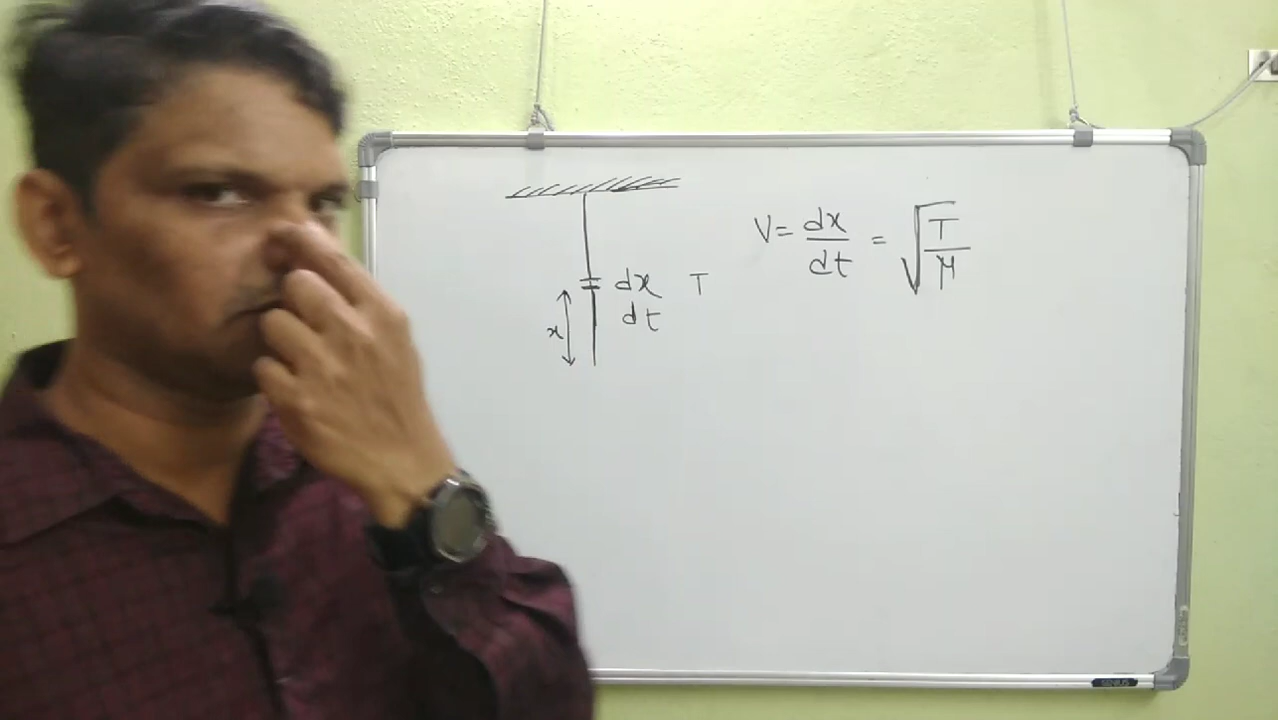 V= dx/dt = √T/μ
dx T
dt
x